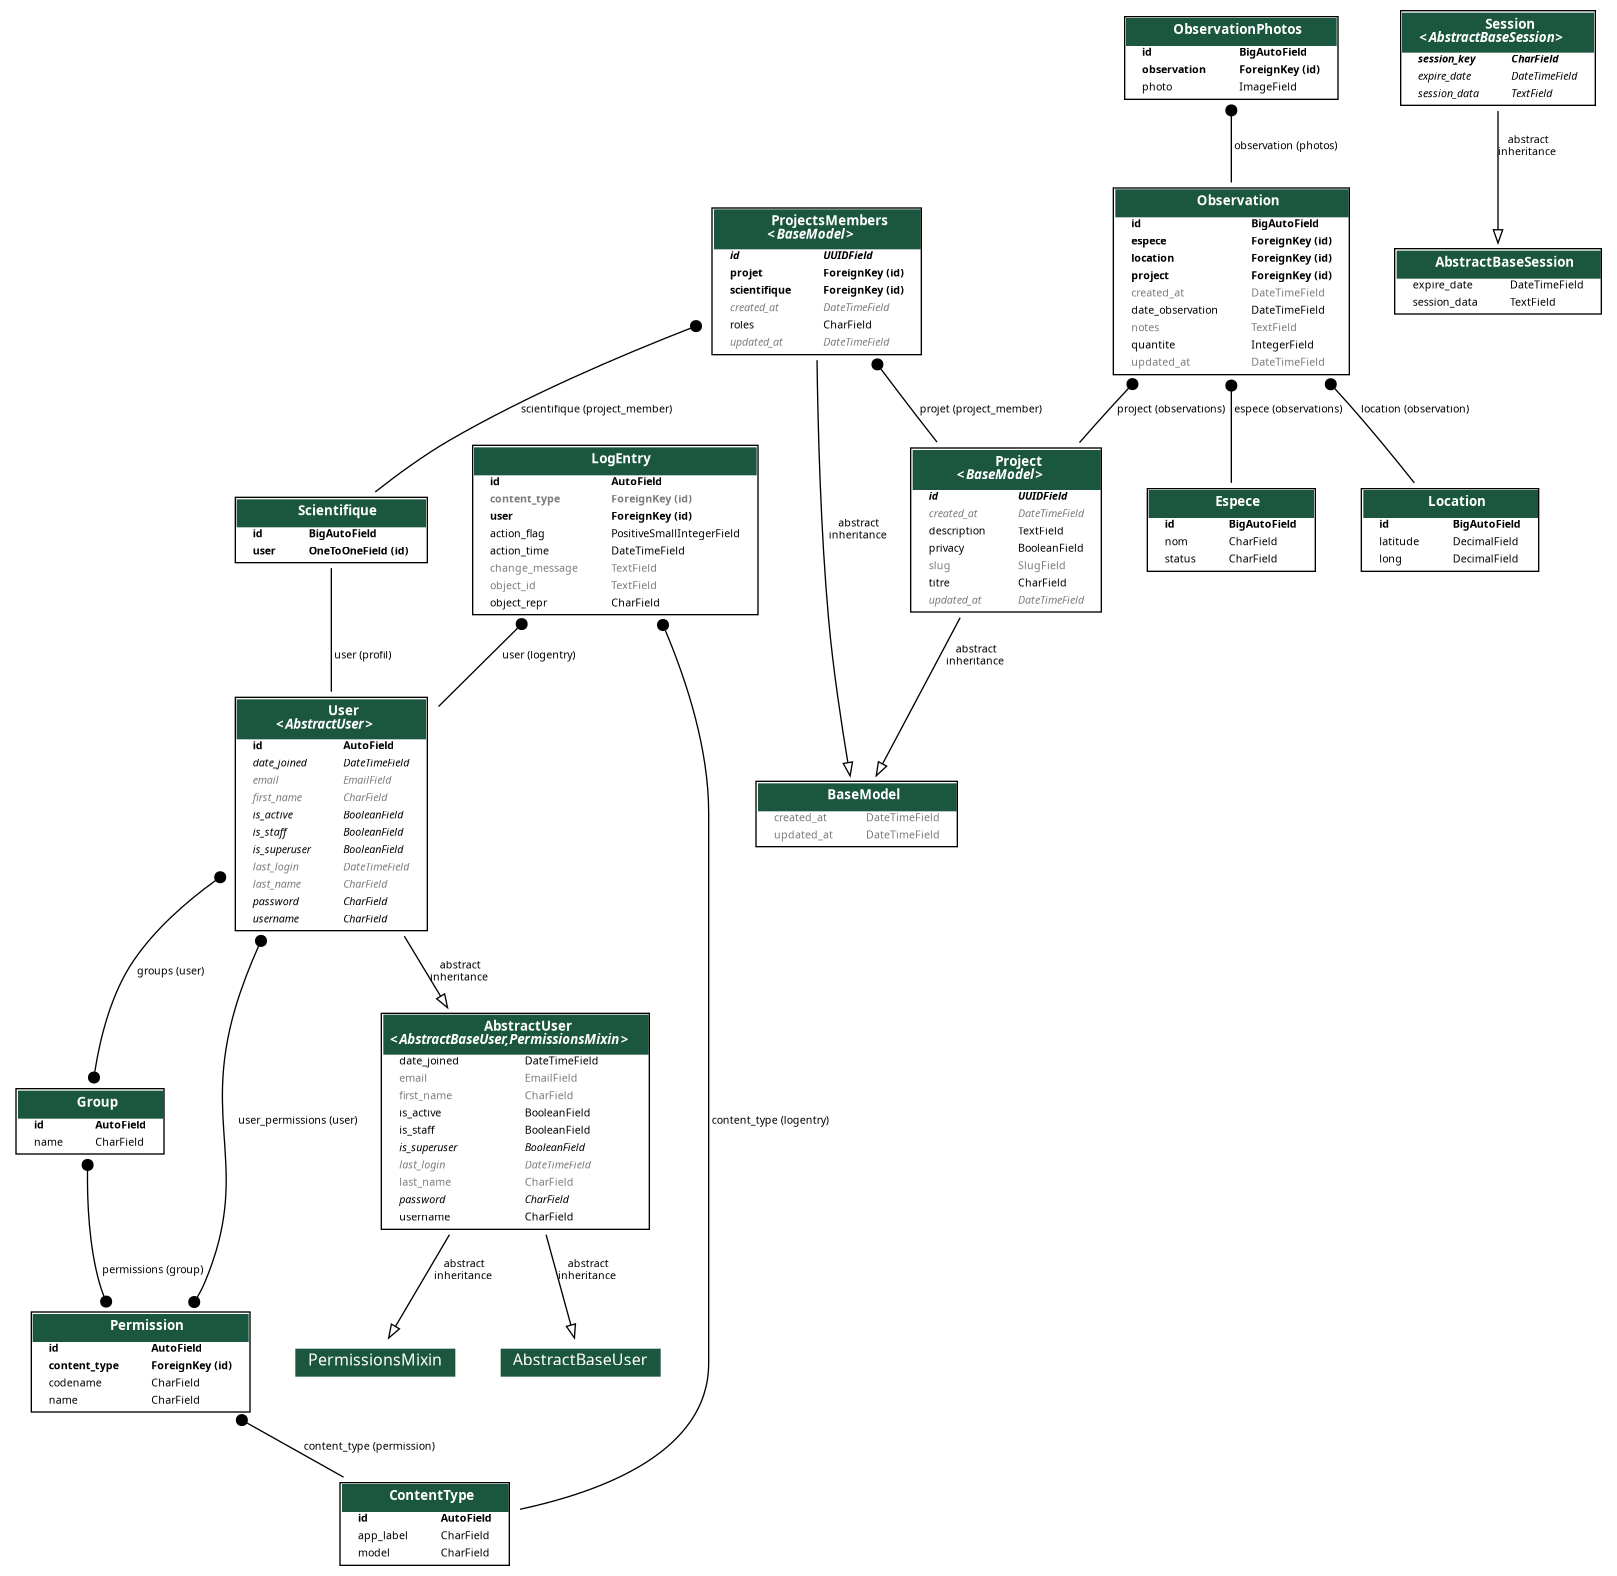 ObservationPhotos
id BigAutoField
observation ForeignKey (id)
photo ImageField
Session
<AbstractBaseSession>
session_key CharField
expire_date DateTimeField
session_data TextField
observation (photos)
abstract
inheritance
Observation
id BigAutoField
espece ForeignKey (id)
location ForeignKey (id)
project ForeignKey (id)
created_at DateTimeField
date_observation DateTimeField
notes TextField
quantite IntegerField
updated_at DateTimeField
ProjectsMembers
<BaseModel>
id UUIDField
projet ForeignKey (id)
scientifique ForeignKey (id)
created_at DateTimeField
roles CharField
updated_at DateTimeField
AbstractBaseSession
expire_date DateTimeField
session_data TextField
scientifique (project_member)
projet (project_member)
project (observations)
espece (observations)
location (observation)
LogEntry
id AutoField
content_type ForeignKey (id)
user ForeignKey (id)
action_flag PositiveSmallIntegerField
action_time DateTimeField
change_message TextField
object_id TextField
object_repr CharField
Project
<BaseModel>
id UUIDField
created_at DateTimeField
description TextField
privacy BooleanField
slug SlugField
titre CharField
updated_at DateTimeField
Scientifique
id BigAutoField
user OneToOneField (id)
Espece
id BigAutoField
nom CharField
status CharField
Location
id BigAutoField
latitude DecimalField
long DecimalField
abstract
inheritance
user (profil)
user (logentry)
abstract
inheritance
User
<AbstractUser>
id AutoField
date_joined DateTimeField
email EmailField
first_name CharField
is_active BooleanField
is_staff BooleanField
is_superuser BooleanField
last_login DateTimeField
last_name CharField
password CharField
username CharField
BaseModel
created_at DateTimeField
updated_at DateTimeField
groups (user)
abstract
inheritance
AbstractUser
<AbstractBaseUser,PermissionsMixin>
date_joined DateTimeField
email EmailField
first_name CharField
is_active BooleanField
is_staff BooleanField
is_superuser BooleanField
last_login DateTimeField
last_name CharField
password CharField
username CharField
Group
id AutoField
name CharField
user_permissions (user)
content_type (logentry)
permissions (group)
abstract
inheritance
abstract
inheritance
Permission
id AutoField
content_type ForeignKey (id)
codename CharField
name CharField
PermissionsMixin
AbstractBaseUser
content_type (permission)
ContentType
id AutoField
app_label CharField
model CharField